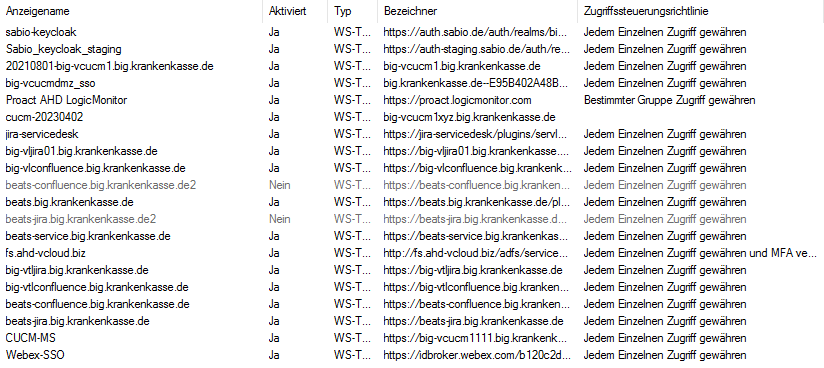 Anzeigename Aktiviert Typ Bezeichner Zugriffssteuerungsrichtlinie
sabio-keycloak Ja WS-T... https://auth.sabio.de/auth/realms/bi... Jedem Einzelnen Zugriff gewähren
Sabio_keycloak_staging Ja WS-T... https://auth-staging.sabio.de/auth/re... Jedem Einzelnen Zugriff gewähren
20210801-big-vcucm1.big.krankenkasse.de Ja WS-T... big-vcucm1.big.krankenkasse.de Jedem Einzelnen Zugriff gewähren
big-vcucmdmz_sso Ja WS-T... big.krankenkasse.de--E95B402A48B... Jedem Einzelnen Zugriff gewähren
Proact AHD LogicMonitor Ja WS-T... https://proact.logicmonitor.com Bestimmter Gruppe Zugriff gewähren
cucm-20230402 Ja WS-T... big-vcucm1xyz.big.krankenkasse.de
jira-servicedesk Ja WS-T... https://jira-servicedesk/plugins/servl... Jedem Einzelnen Zugriff gewähren
big-vljira01.big.krankenkasse.de Ja WS-T... https://big-vljira01.big.krankenkasse.... Jedem Einzelnen Zugriff gewähren
big-vlconfluence.big.krankenkasse.de Ja WS-T... https://big-vlconfluence.big.krankenk... Jedem Einzelnen Zugriff gewähren
beats-confluence.big.krankenkasse.de2 Nein WS-T... https://beats-confluence.big.kranken... Jedem Einzelnen Zugriff gewähren
beats.big.krankenkasse.de Ja WS-T... https://beats.big.krankenkasse.de/pl... Jedem Einzelnen Zugriff gewähren
beats-jira.big.krankenkasse.de2 Nein WS-T... https://beats-jira.big.krankenkasse.d... Jedem Einzelnen Zugriff gewähren
beats-service.big.krankenkasse.de Ja WS-T... https://beats-service.big.krankenkas... Jedem Einzelnen Zugriff gewähren
fs.ahd-vcloud.biz Ja WS-T... http://fs.ahd-vcloud.biz/adfs/service... Jedem Einzelnen Zugriff gewähren und MFA ve...
big-vtljira.big.krankenkasse.de Ja WS-T... https://big-vtljira.big.krankenkasse.de Jedem Einzelnen Zugriff gewähren
big-vtlconfluence.big.krankenkasse.de Ja WS-T... https://big-vtlconfluence.big.kranken... Jedem Einzelnen Zugriff gewähren
beats-confluence.big.krankenkasse.de Ja WS-T... https://beats-confluence.big.kranken... Jedem Einzelnen Zugriff gewähren
beats-jira.big.krankenkasse.de Ja WS-T... https://beats-jira.big.krankenkasse.de Jedem Einzelnen Zugriff gewähren
CUCM-MS Ja WS-T... https://big-vcucm1111.big.krankenk... Jedem Einzelnen Zugriff gewähren
Webex-SSO Ja WS-T... https://idbroker.webex.com/b120c2d... Jedem Einzelnen Zugriff gewähren